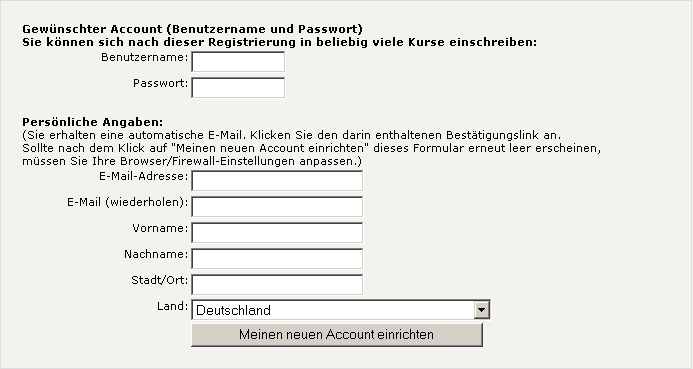 Gewünschter Account (Benutzername und Passwort)
Sie können sich nach dieser Registrierung in beliebig viele Kurse einschreiben:
Benutzername:
Passwort:
Persönliche Angaben:
(Sie erhalten eine automatische E-Mail. Klicken Sie den darin enthaltenen Bestätigungslink an.
Sollte nach dem Klick auf "Meinen neuen Account einrichten" dieses Formular erneut leer erscheinen,
müssen Sie Ihre Browser/Firewall-Einstellungen anpassen.)
E-Mail-Adresse:
E-Mail (wiederholen):
Vorname:
Nachname:
Stadt/Ort:
Land: Deutschland
Meinen neuen Account einrichten